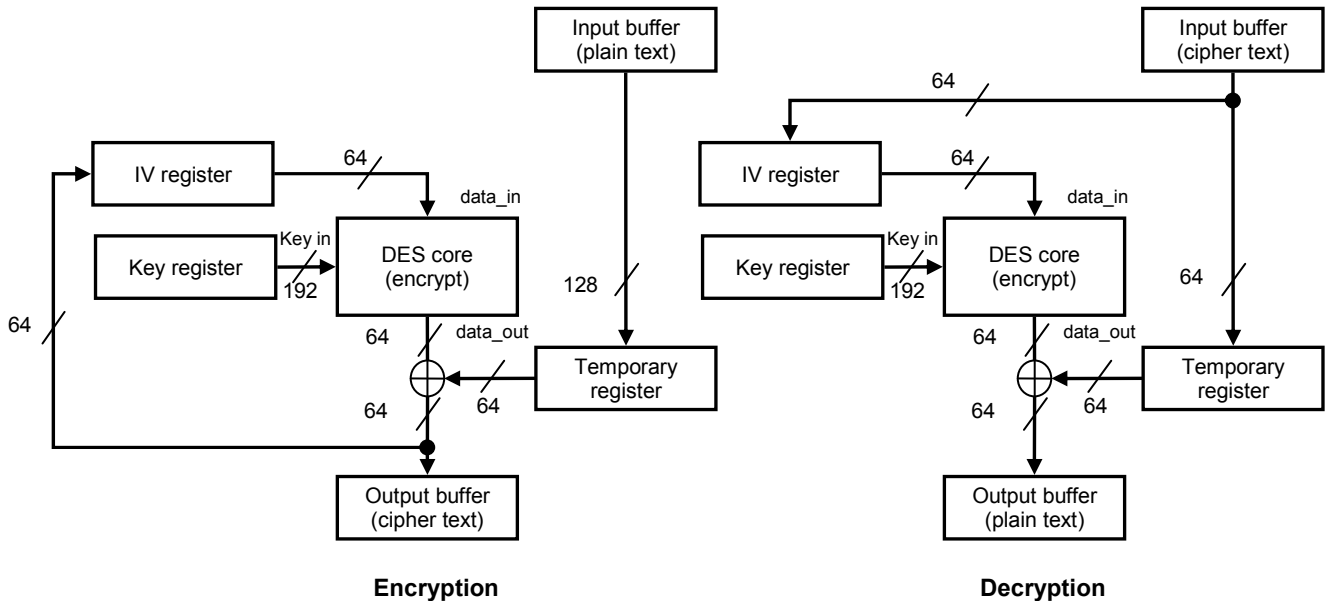 Input buffer
(plain text)
64
IV register
64
data_in
Key in
Key register
192
DES core
(encrypt)
128
64
data_out
Temporary
register
64
64
Output buffer
(cipher text)
Encryption
Input buffer
(cipher text)
64
IV register
64
data_in
Key in
Key register
192
DES core
(encrypt)
64
64
data_out
Temporary
register
64
64
Output buffer
(plain text)
Decryption